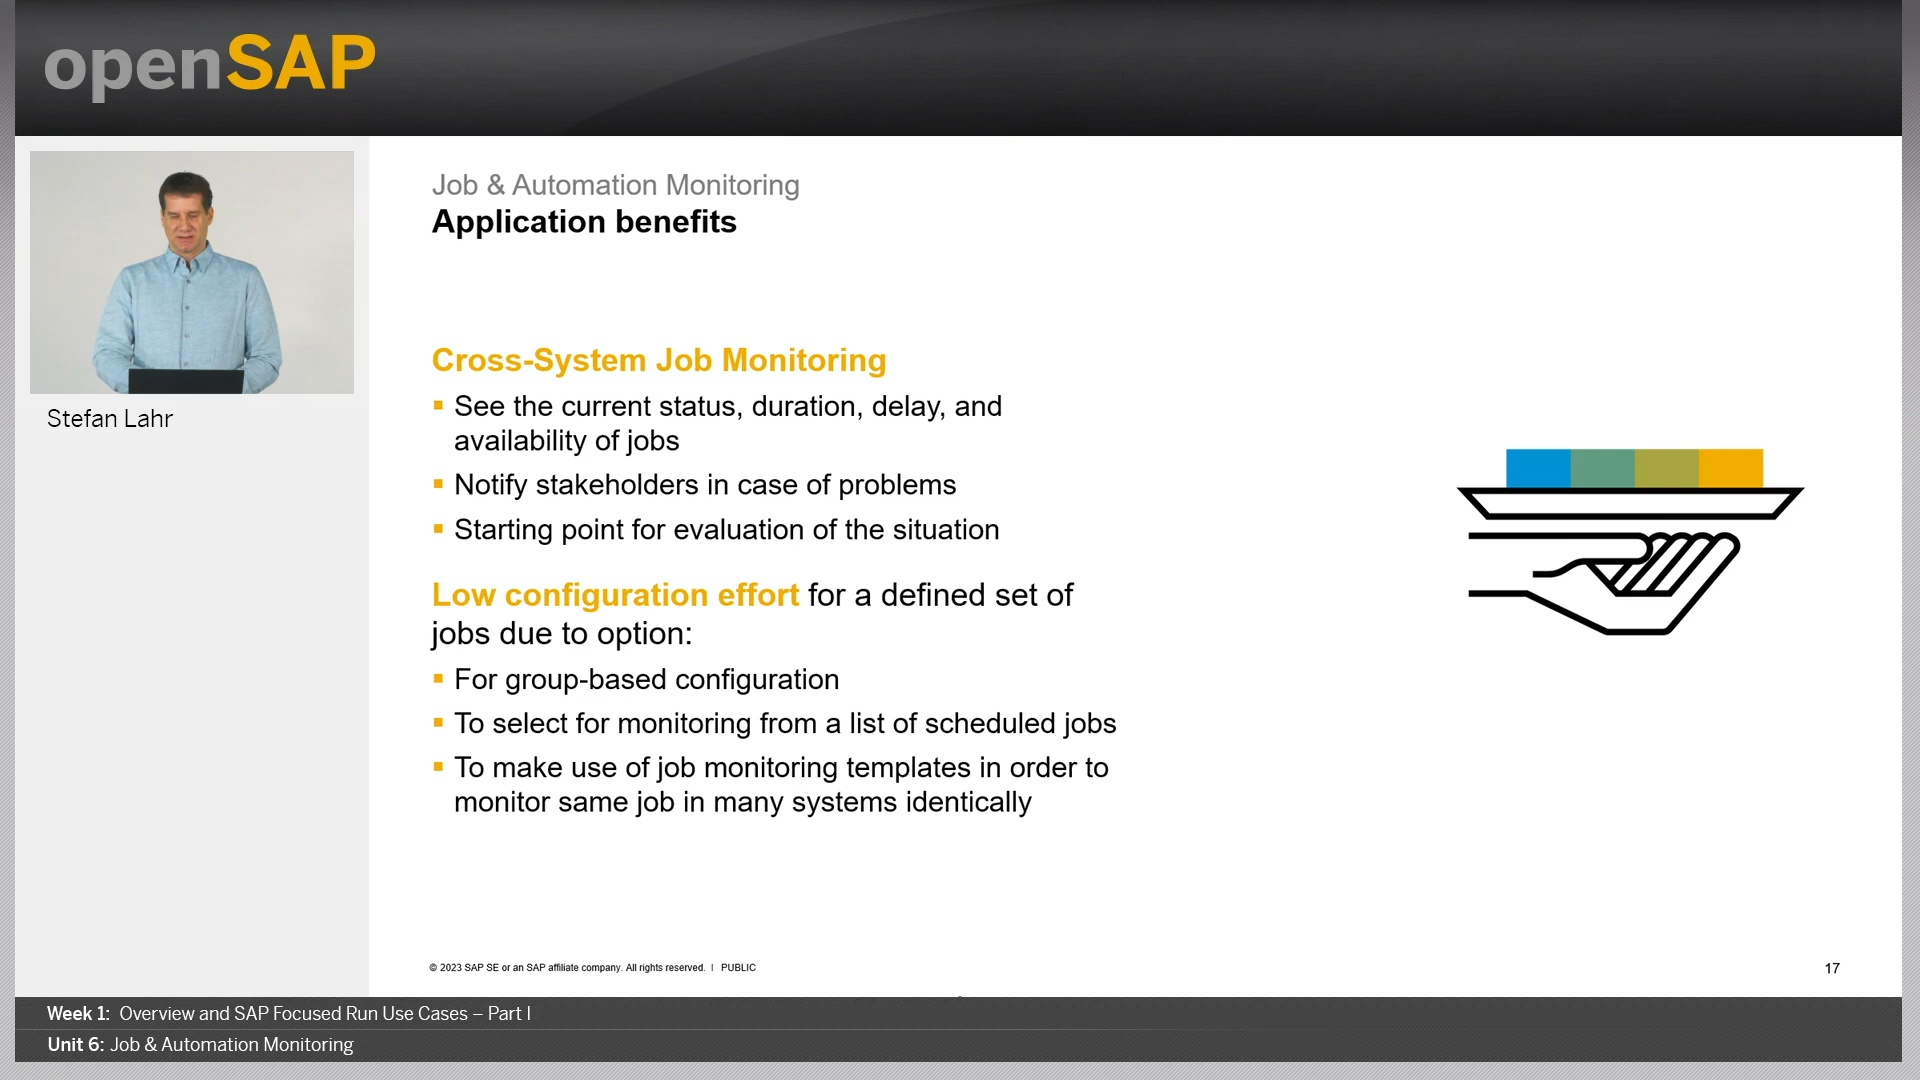 openSAP
Stefan Lahr
Job & Automation Monitoring
Application benefits
Cross-System Job Monitoring
See the current status, duration, delay, and
availability of jobs
Notify stakeholders in case of problems
Starting point for evaluation of the situation
Low configuration effort for a defined set of
jobs due to option:
For group-based configuration
To select for monitoring from a list of scheduled jobs
To make use of job monitoring templates in order to
monitor same job in many systems identically
© 2023 SAP SE or an SAP affiliate company. All rights reserved. | PUBLIC
17
Week 1: Overview and SAP Focused Run Use Cases – Part I
Unit 6: Job & Automation Monitoring